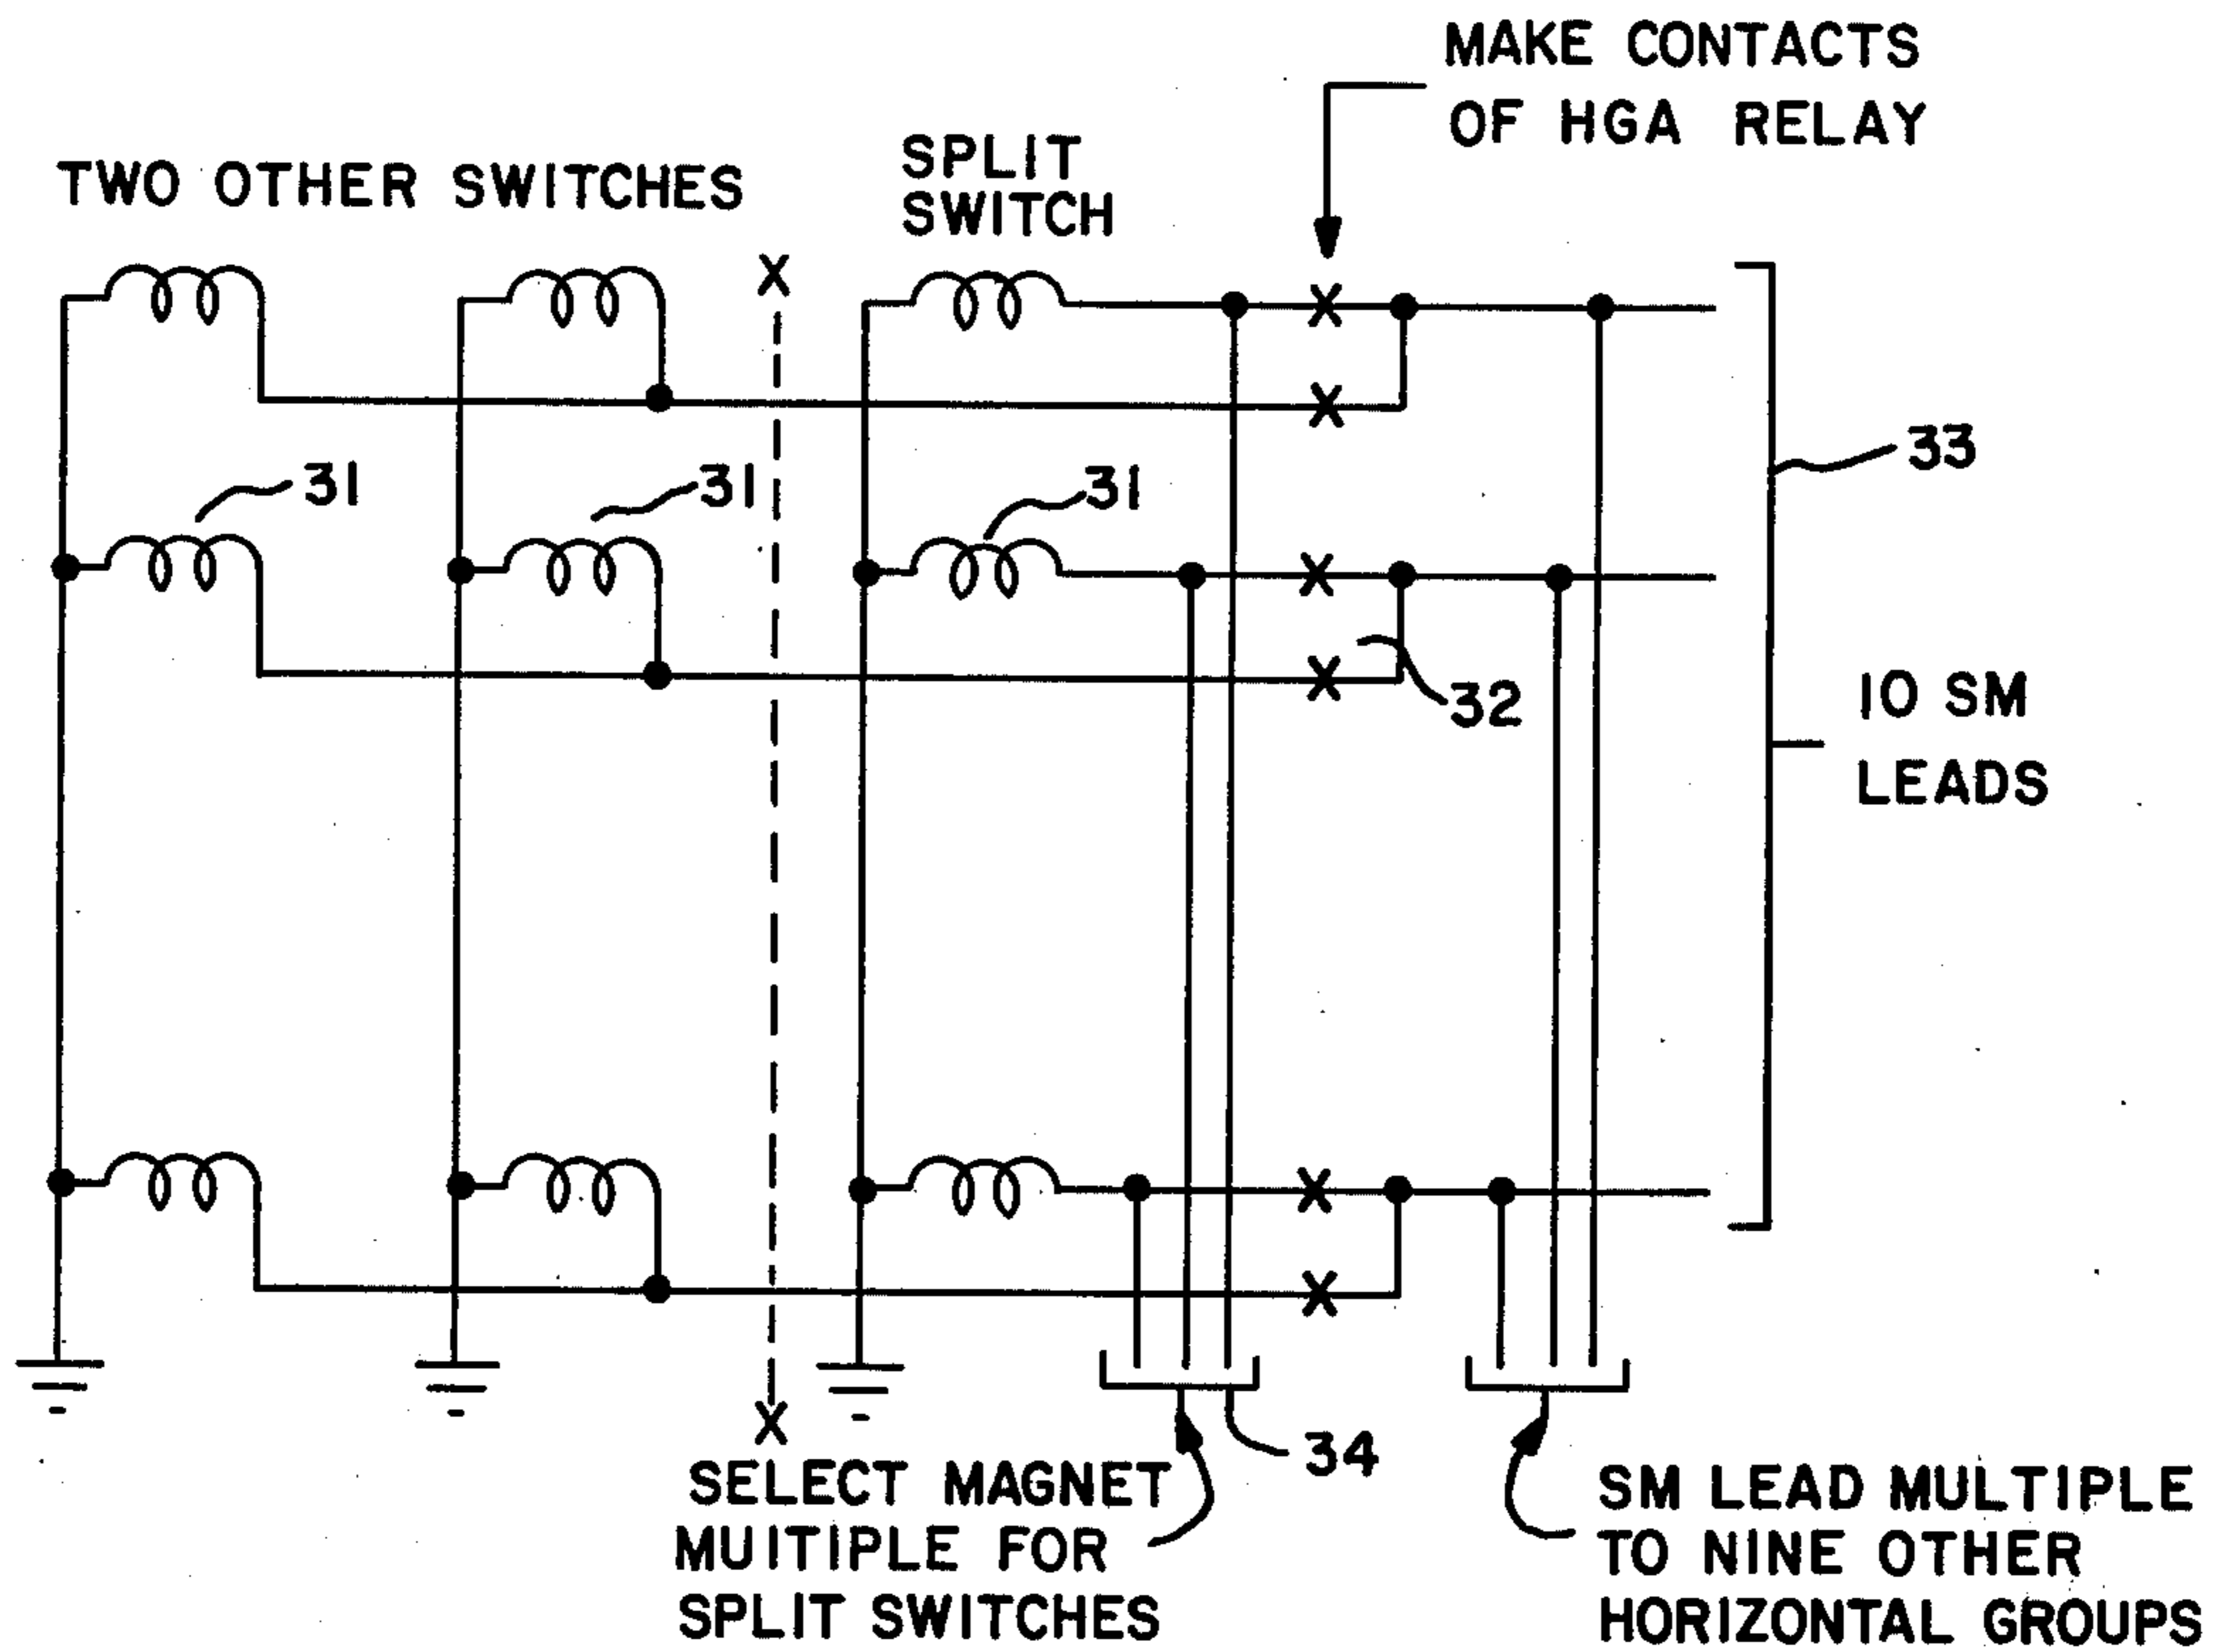 MAKE CONTACTS
OF HGA RELAY
TWO OTHER SWITCHES
SPLIT
SWITCH
X
X
X
33
31
31
31
X
X
32
10 SM
LEADS
X
X
X
34
SELECT MAGNET
MUITIPLE FOR
SPLIT SWITCHES
SM LEAD MULTIPLE
TO NINE OTHER
HORIZONTAL GROUPS